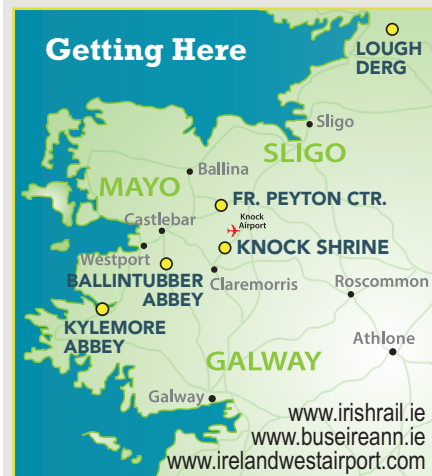 Getting Here
LOUGH
DERG
Sligo
SLIGO
Ballina
MAYO
FR. PEYTON CTR.
Knock
Airport
Castlebar
KNOCK SHRINE
Westport
BALLINTUBBER
ABBEY
Claremorris
Roscommon
KYLEMORE
ABBEY
Athlone
GALWAY
Galway
www.irishrail.ie
www.buseireann.ie
www.irelandwestairport.com